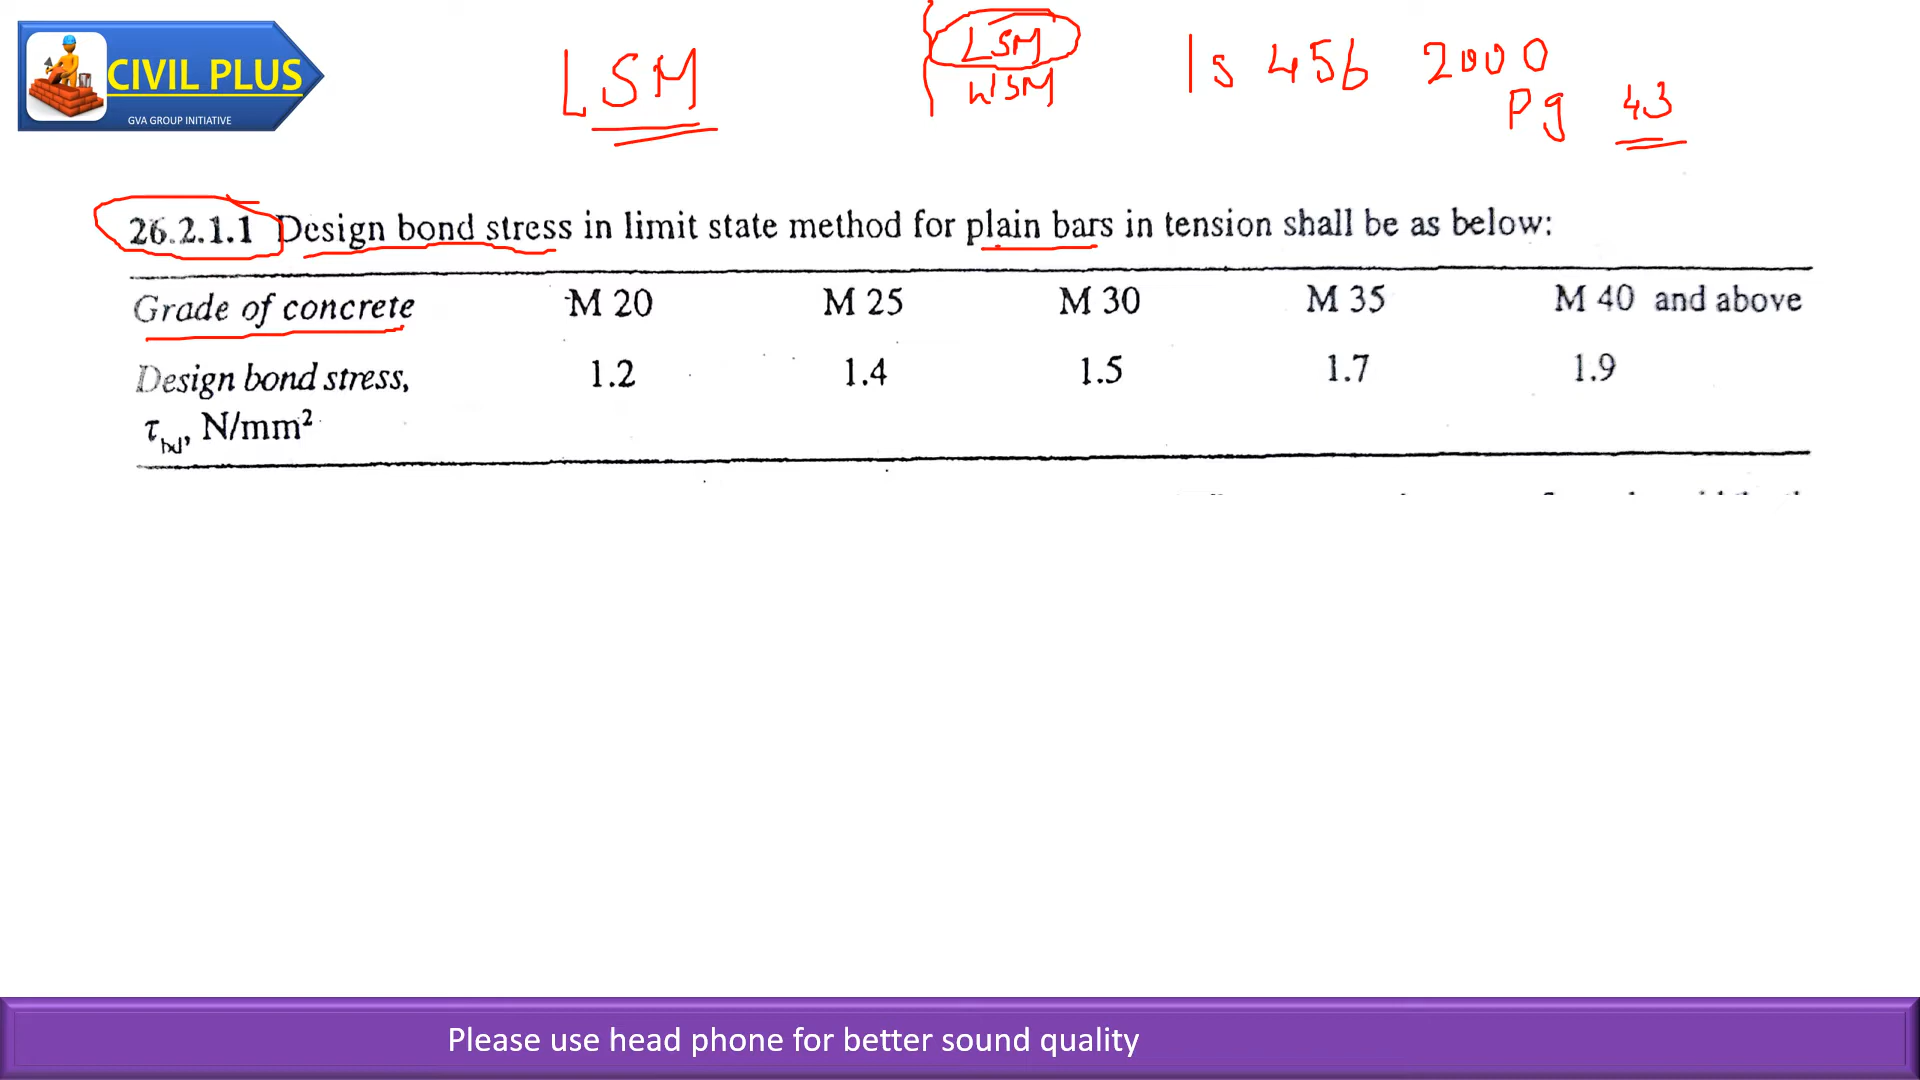 CIVIL PLUS
GVA GROUP INITIATIVE
LSM
LSM
WSM
Is 456 2000
Pg 43
26.2.1.1 Design bond stress in limit state method for plain bars in tension shall be as below:
Grade of concrete M 20 M 25 M 30 M 35 M 40 and above
Design bond stress, 1.2 1.4 1.5 1.7 1.9
τbd, N/mm²
Please use head phone for better sound quality